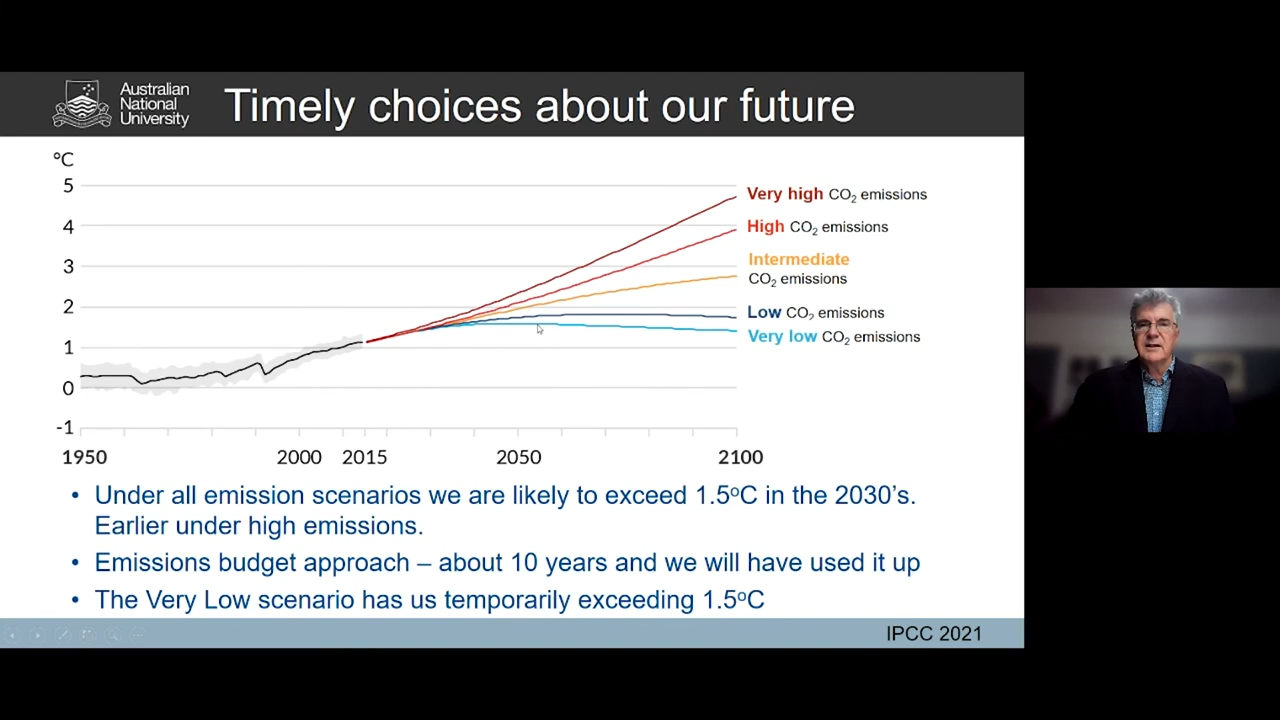 Australian
National
University
Timely choices about our future
°C
5
4
3
2
1
0
-1
1950
2000
2015
2050
2100
Very high CO₂ emissions
High CO₂ emissions
Intermediate
CO₂ emissions
Low CO₂ emissions
Very low CO₂ emissions
• Under all emission scenarios we are likely to exceed 1.5ºC in the 2030’s.
Earlier under high emissions.
• Emissions budget approach – about 10 years and we will have used it up
• The Very Low scenario has us temporarily exceeding 1.5ºC
IPCC 2021